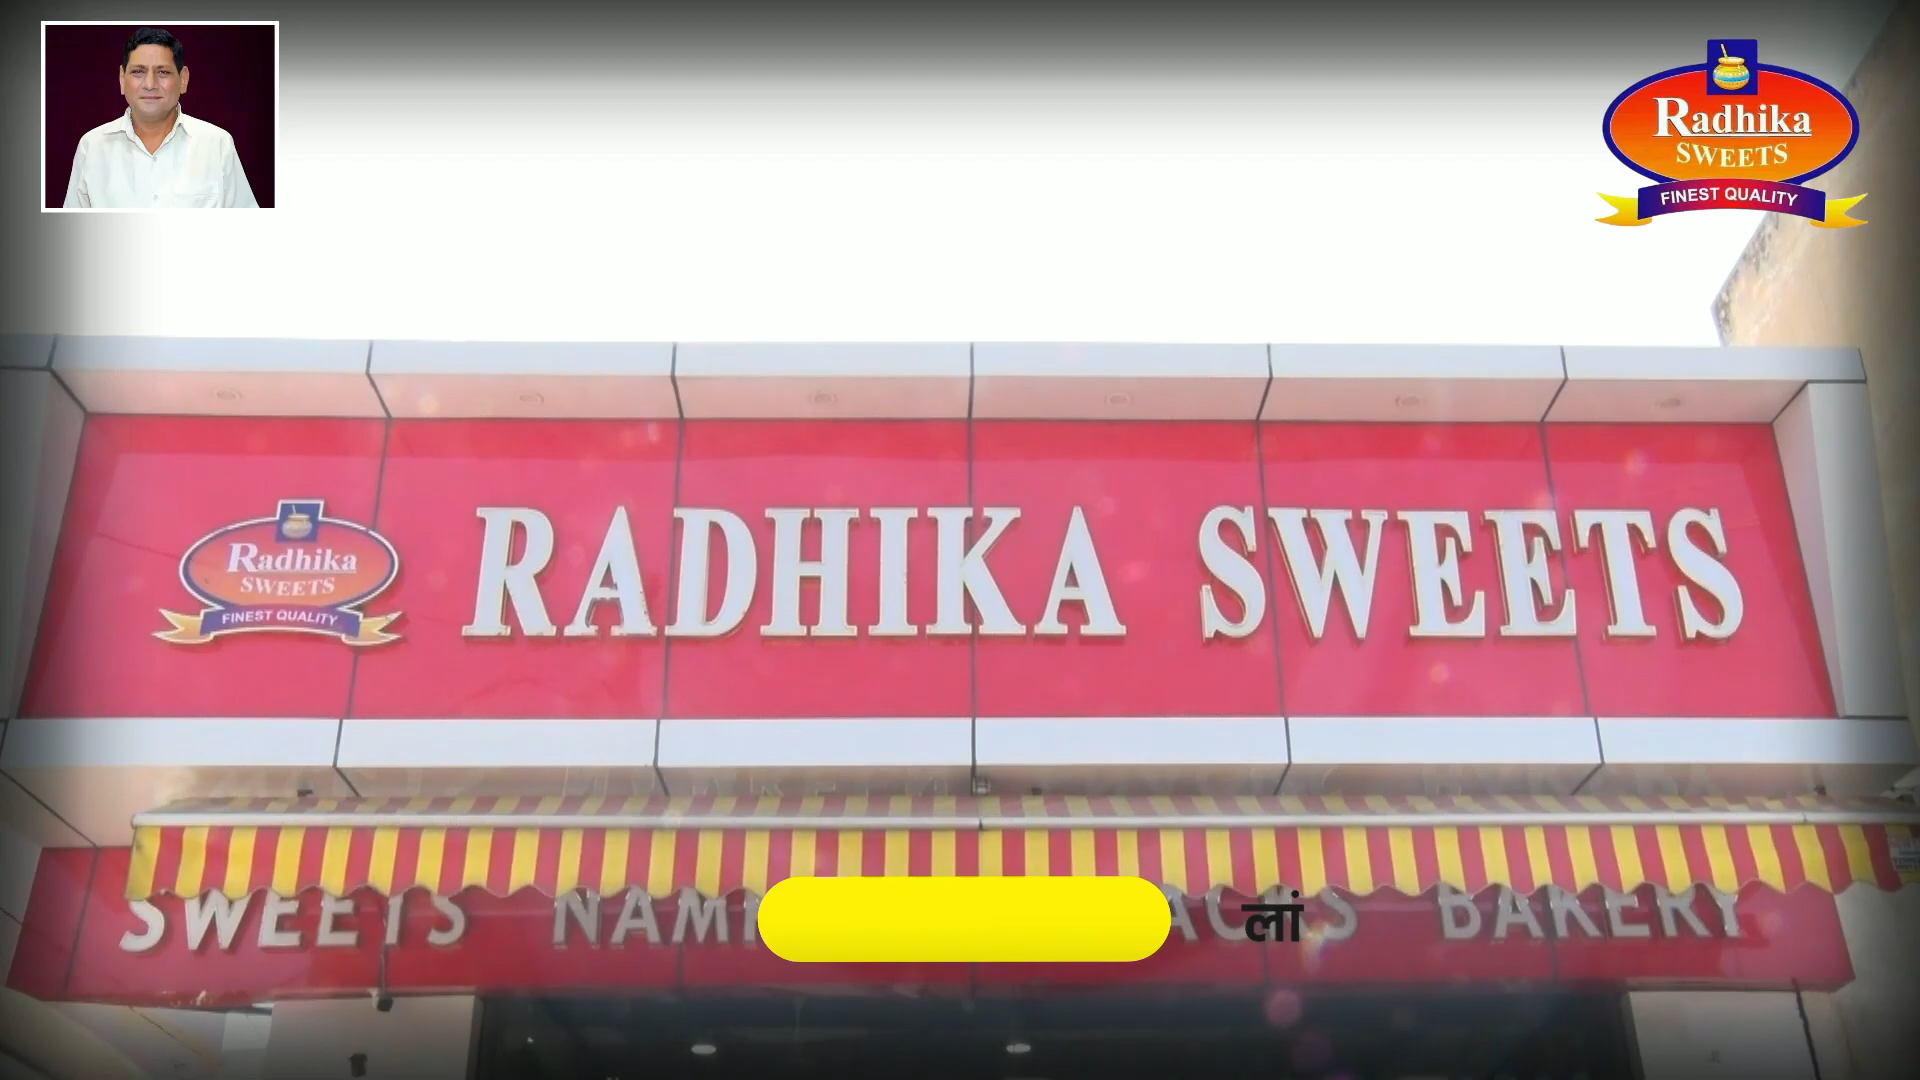 Radhika
SWEETS
FINEST QUALITY
RADHIKA SWEETS
Radhika
SWEETS
FINEST QUALITY
SWEETS BAKERY
लां